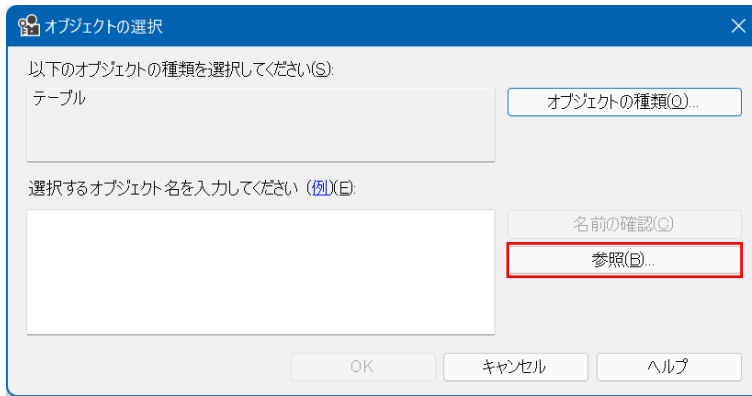 オブジェクトの選択
以下のオブジェクトの種類を選択してください(S):
テーブル
オブジェクトの種類(O)...
選択するオブジェクト名を入力してください (例)(E):
名前の確認(C)
参照(B)...
OK
キャンセル
ヘルプ